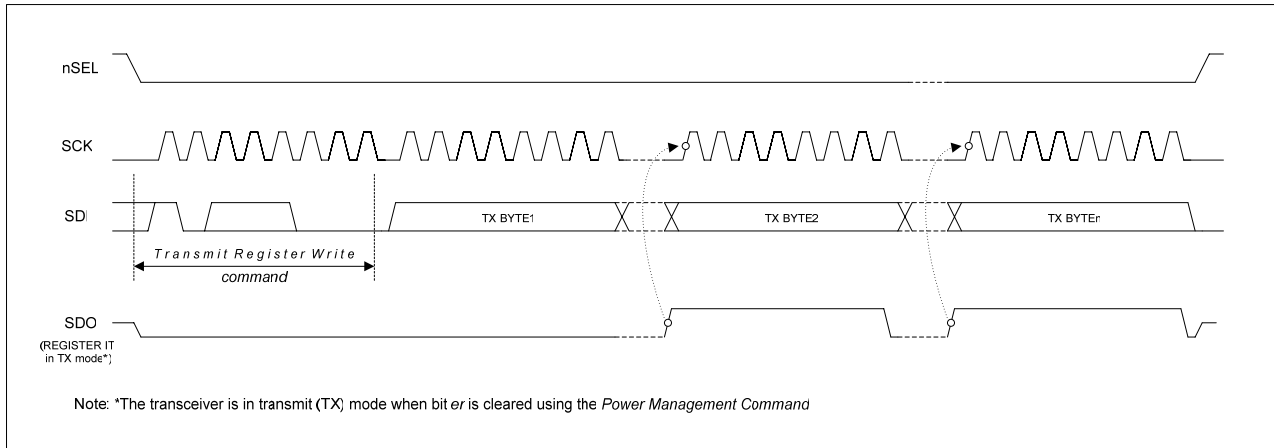 nSEL
SCK
SDI
TX BYTE1
TX BYTE2
TX BYTEn
Transmit Register Write
command
SDO
(REGISTER IT
in TX mode*)
Note: *The transceiver is in transmit (TX) mode when bit er is cleared using the Power Management Command